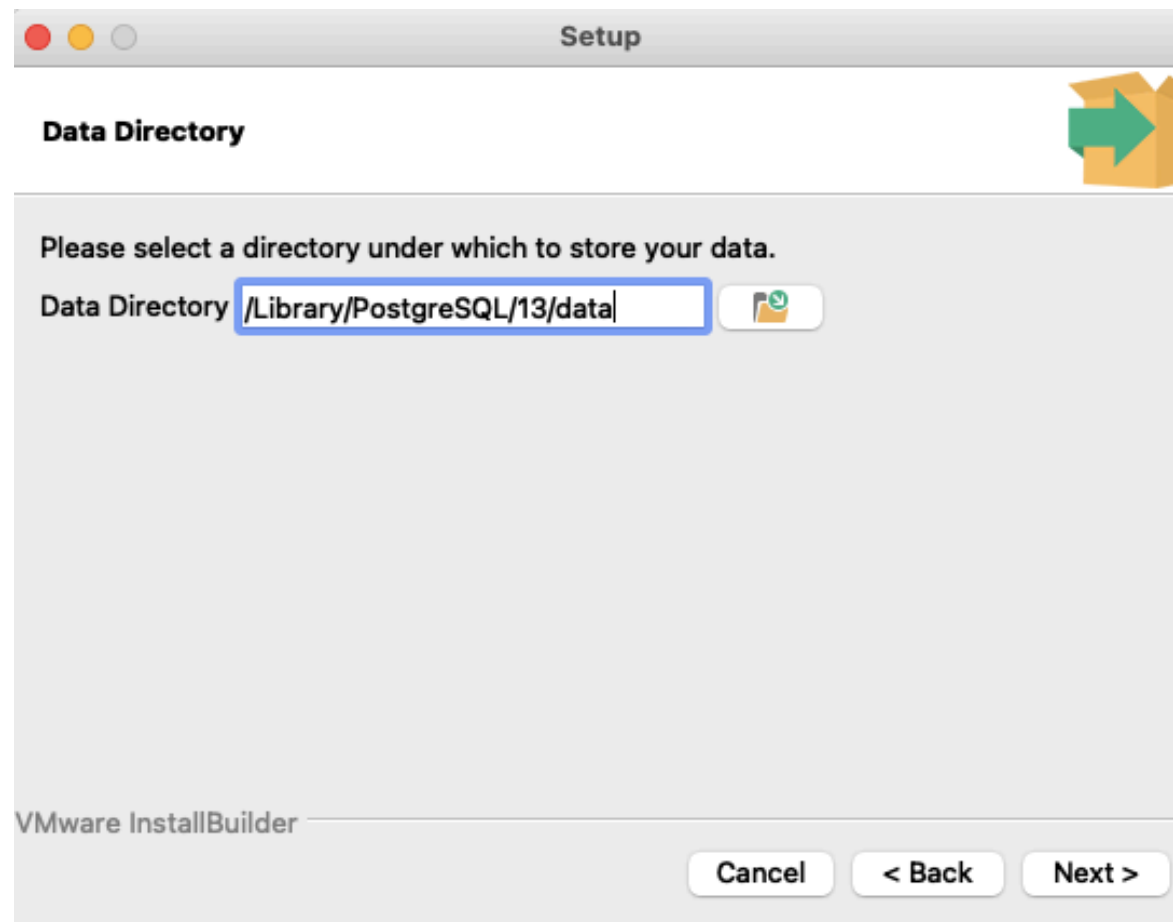 Setup
Data Directory
Please select a directory under which to store your data.
Data Directory /Library/PostgreSQL/13/data
VMware InstallBuilder
Cancel < Back Next >